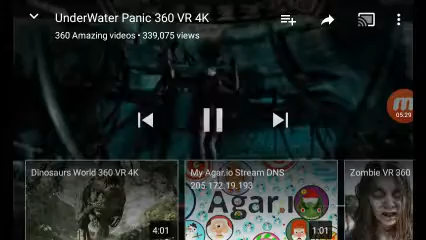 UnderWater Panic 360 VR 4K
360 Amazing videos • 339,075 views
05:29
Dinosaurs World 360 VR 4K
My Agar.io Stream DNS
205.172.19.193
Zombie VR 360
Agar.i
4:01
1:01